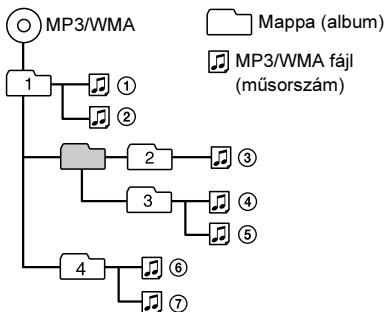 MP3/WMA
Mappa (album)
MP3/WMA fájl
(műsorszám)
1
①
②
2
③
3
④
⑤
4
⑥
⑦